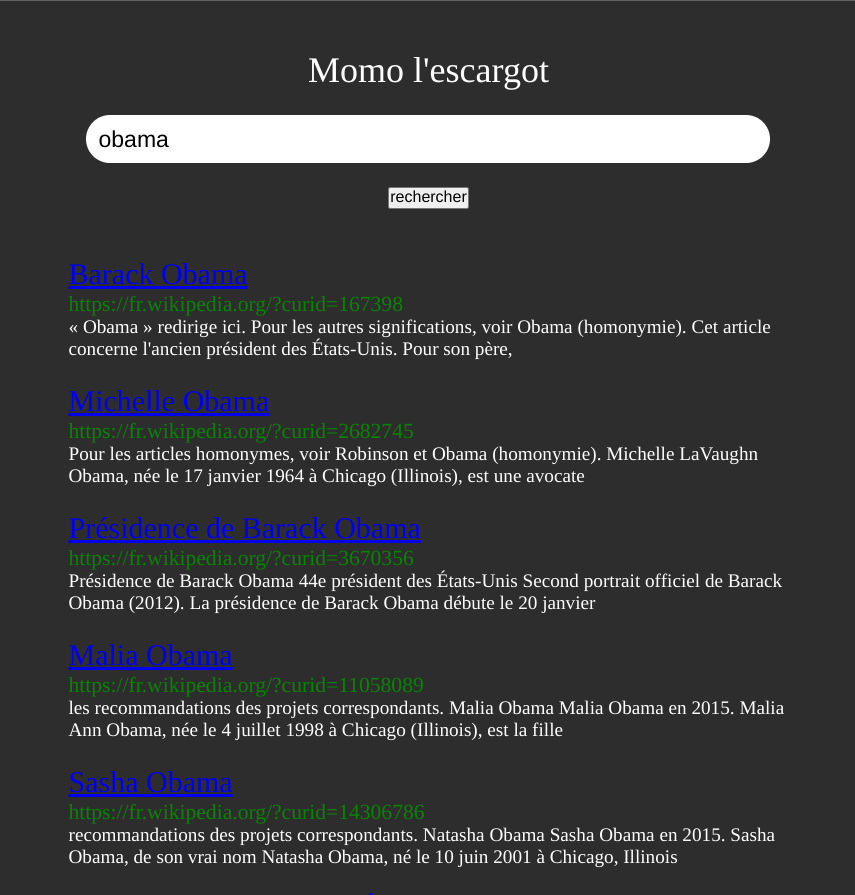 Momo l'escargot
obama
rechercher
Barack Obama
https://fr.wikipedia.org/?curid=167398
« Obama » redirige ici. Pour les autres significations, voir Obama (homonymie). Cet article
concerne l'ancien président des États-Unis. Pour son père,
Michelle Obama
https://fr.wikipedia.org/?curid=2682745
Pour les articles homonymes, voir Robinson et Obama (homonymie). Michelle LaVaughn
Obama, née le 17 janvier 1964 à Chicago (Illinois), est une avocate
Présidence de Barack Obama
https://fr.wikipedia.org/?curid=3670356
Présidence de Barack Obama 44e président des États-Unis Second portrait officiel de Barack
Obama (2012). La présidence de Barack Obama débute le 20 janvier
Malia Obama
https://fr.wikipedia.org/?curid=11058089
les recommandations des projets correspondants. Malia Obama Malia Obama en 2015. Malia
Ann Obama, née le 4 juillet 1998 à Chicago (Illinois), est la fille
Sasha Obama
https://fr.wikipedia.org/?curid=14306786
recommandations des projets correspondants. Natasha Obama Sasha Obama en 2015. Sasha
Obama, de son vrai nom Natasha Obama, né le 10 juin 2001 à Chicago, Illinois